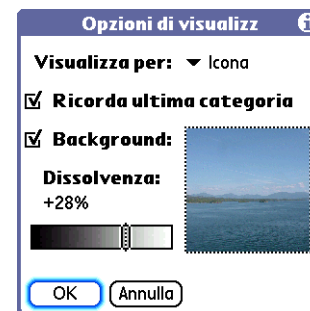 Opzioni di visualizz
Visualizza per: Icona
Ricorda ultima categoria
Background:
Dissolvenza:
+28%
OK Annulla